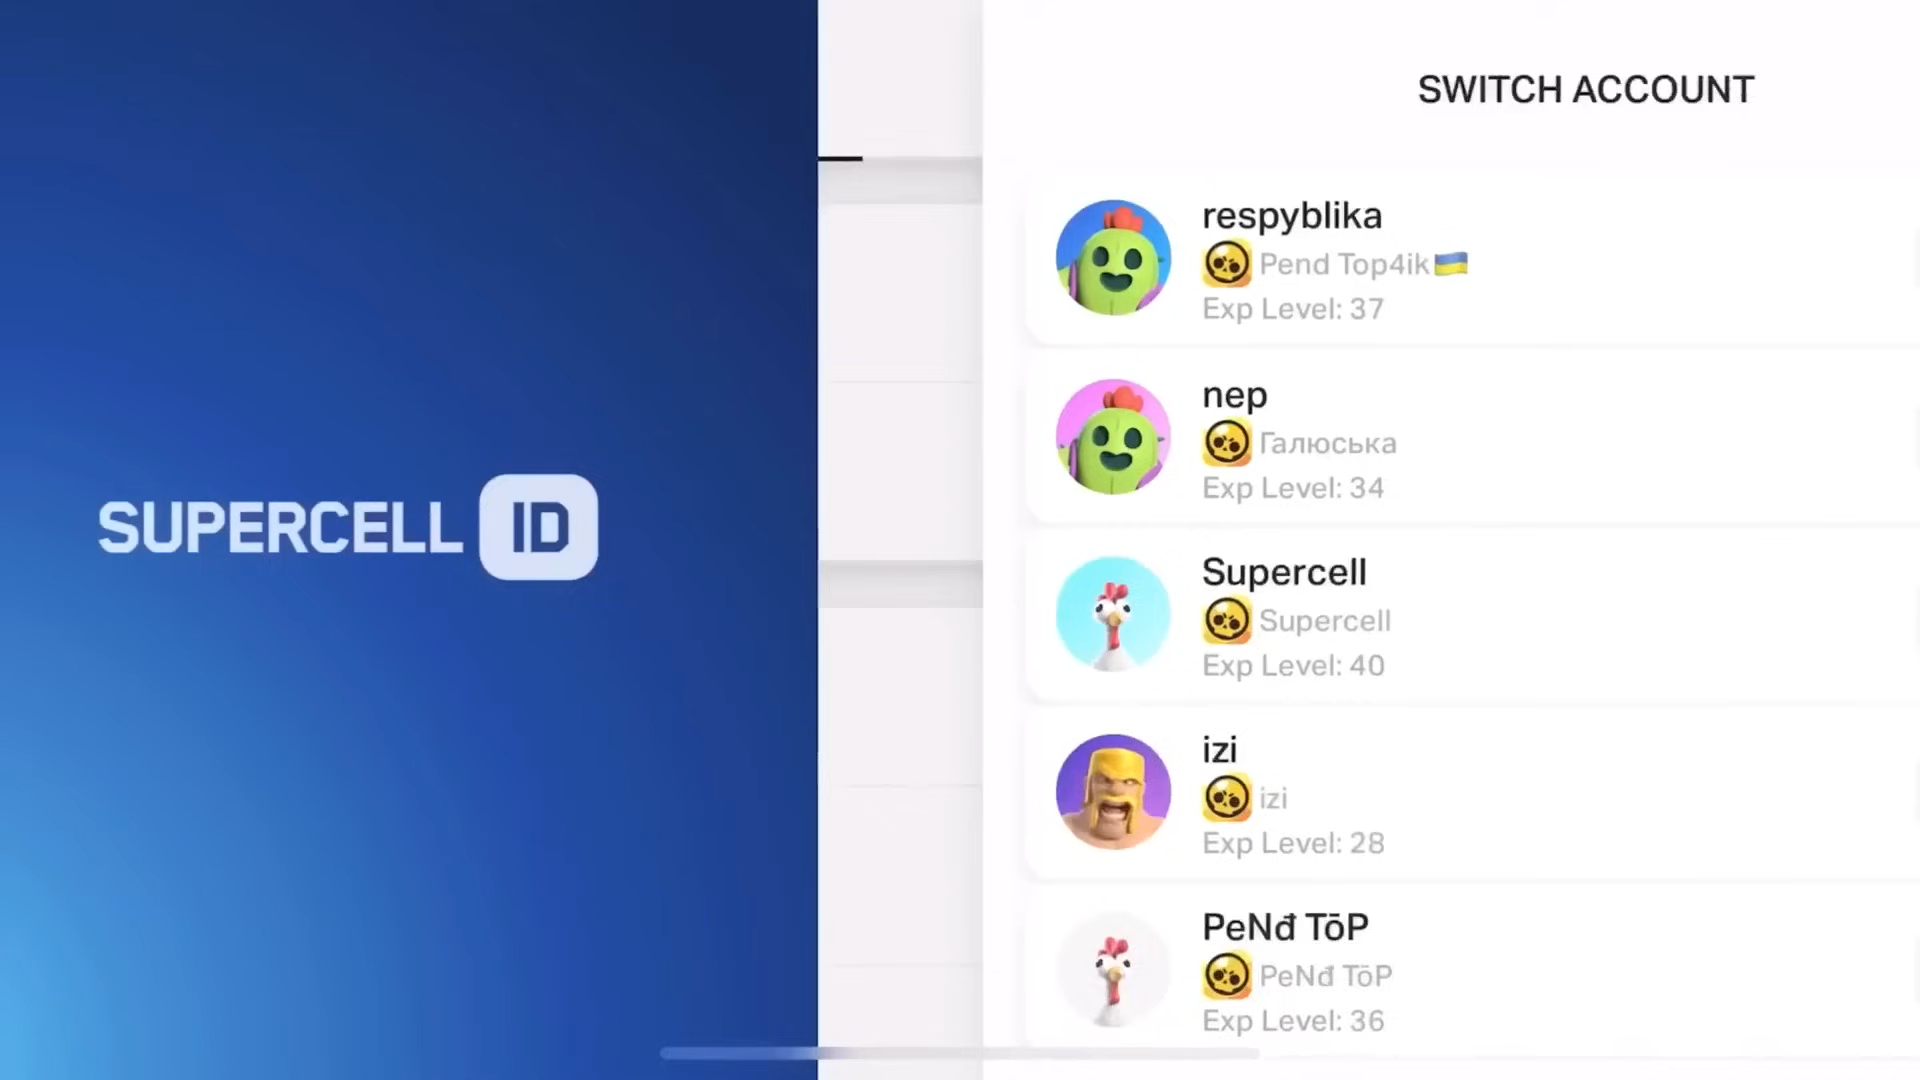 SUPERCELL ID
SWITCH ACCOUNT
respyblika
Pend Top4ik🇺🇦
Exp Level: 37
nep
Галюська
Exp Level: 34
Supercell
Supercell
Exp Level: 40
izi
izi
Exp Level: 28
PeNđ TōP
PeNđ TōP
Exp Level: 36